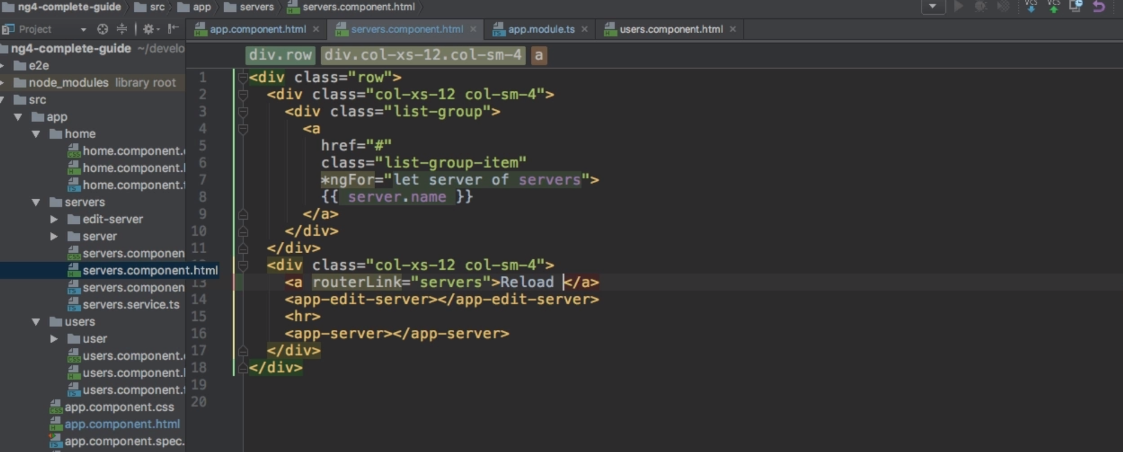 ng4-complete-guide src app servers servers.component.html
Project
app.component.html servers.component.html app.module.ts users.component.html
ng4-complete-guide ~/develo
div.row div.col-xs-12.col-sm-4 a
e2e
node_modules library root
src
app
home
home.component.
home.component.
home.component.
servers
edit-server
server
servers.component
servers.component.html
servers.component
servers.service.ts
users
user
users.component.
users.component.
users.component.
app.component.css
app.component.html
app.component.spec.
1 <div class="row">
2 <div class="col-xs-12 col-sm-4">
3 <div class="list-group">
4 <a
5 href="#"
6 class="list-group-item"
7 *ngFor="let server of servers">
8 {{ server.name }}
9 </a>
10 </div>
11 </div>
12 <div class="col-xs-12 col-sm-4">
13 <a routerLink="servers">Reload </a>
14 <app-edit-server></app-edit-server>
15 <hr>
16 <app-server></app-server>
17 </div>
18 </div>
19
20
VCS VCS